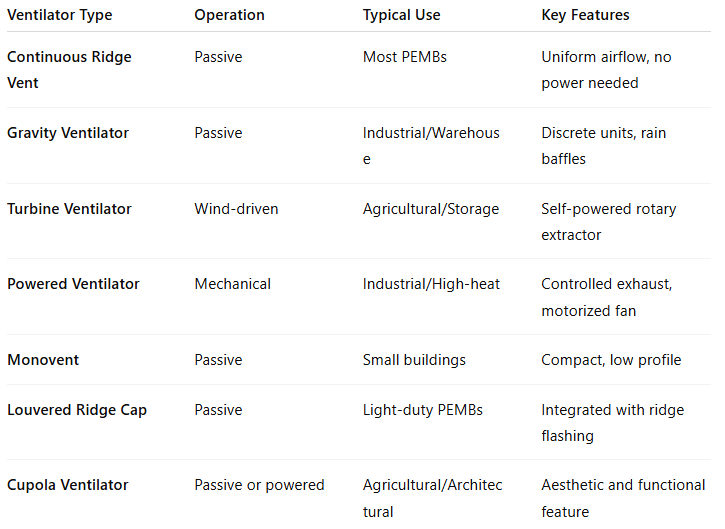 Ventilator Type Operation Typical Use Key Features
Continuous Ridge Passive Most PEMBs Uniform airflow, no
Vent power needed
Gravity Ventilator Passive Industrial/Warehous Discrete units, rain
e baffles
Turbine Ventilator Wind-driven Agricultural/Storage Self-powered rotary
extractor
Powered Ventilator Mechanical Industrial/High-heat Controlled exhaust,
motorized fan
Monovent Passive Small buildings Compact, low profile
Louvered Ridge Cap Passive Light-duty PEMBs Integrated with ridge
flashing
Cupola Ventilator Passive or powered Agricultural/Architec Aesthetic and functional
tural feature